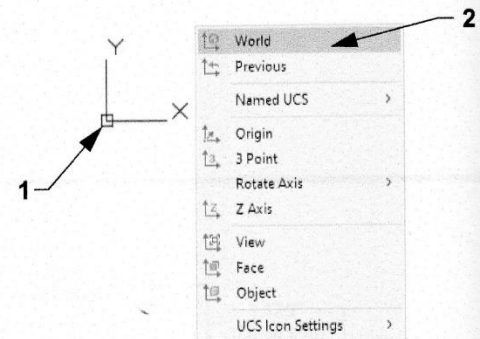 2
World
Y
Previous
Named UCS >
X
Origin
3 Point
1
Rotate Axis >
Z Axis
View
Face
Object
UCS Icon Settings >